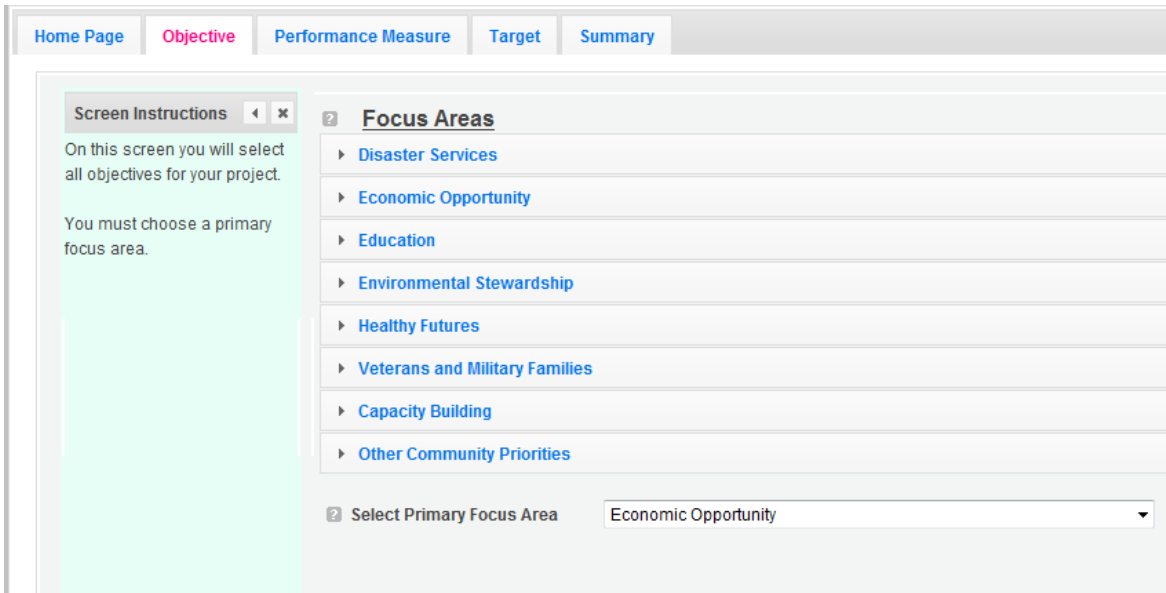 Home Page Objective Performance Measure Target Summary
Screen Instructions
On this screen you will select
all objectives for your project.
You must choose a primary
focus area.
? Focus Areas
Disaster Services
Economic Opportunity
Education
Environmental Stewardship
Healthy Futures
Veterans and Military Families
Capacity Building
Other Community Priorities
? Select Primary Focus Area Economic Opportunity